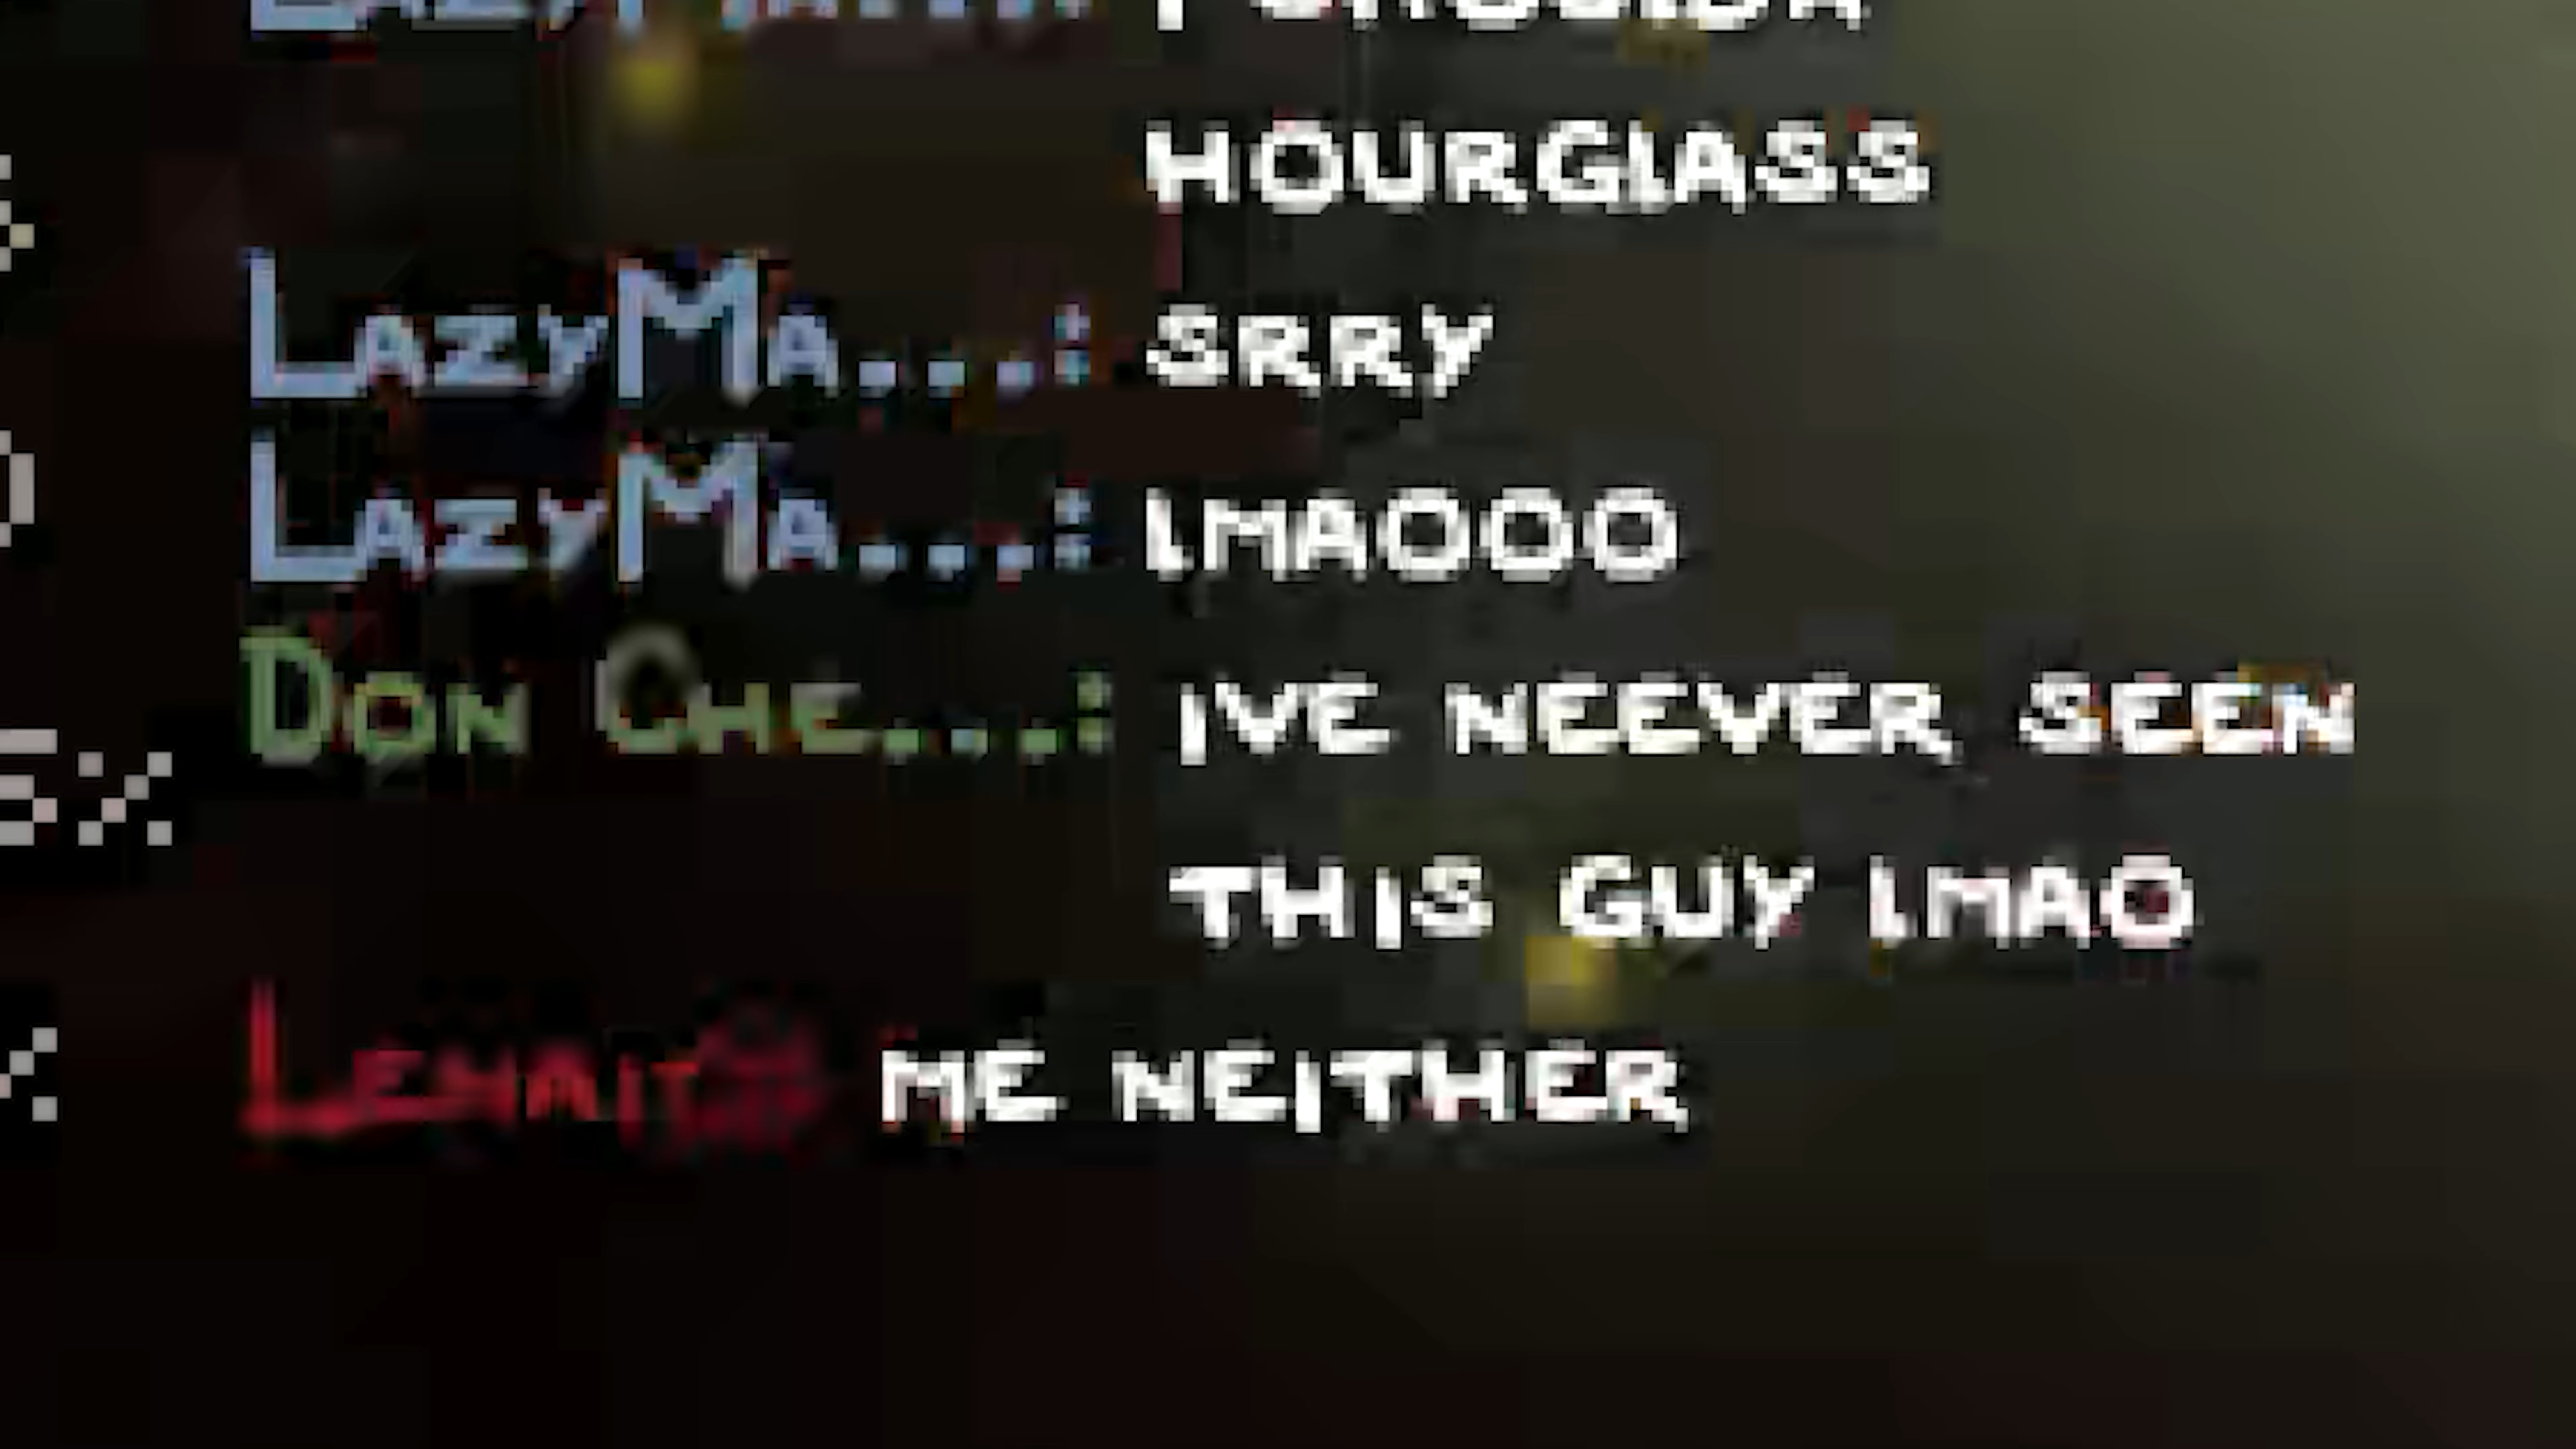 HOURGlASS
LAZYMA...: SRRY
LAZYMA...: lMAOOO
DON CHE...: IVE NEEVER SEEN
THIS GUY lMAO
ME NEITHER